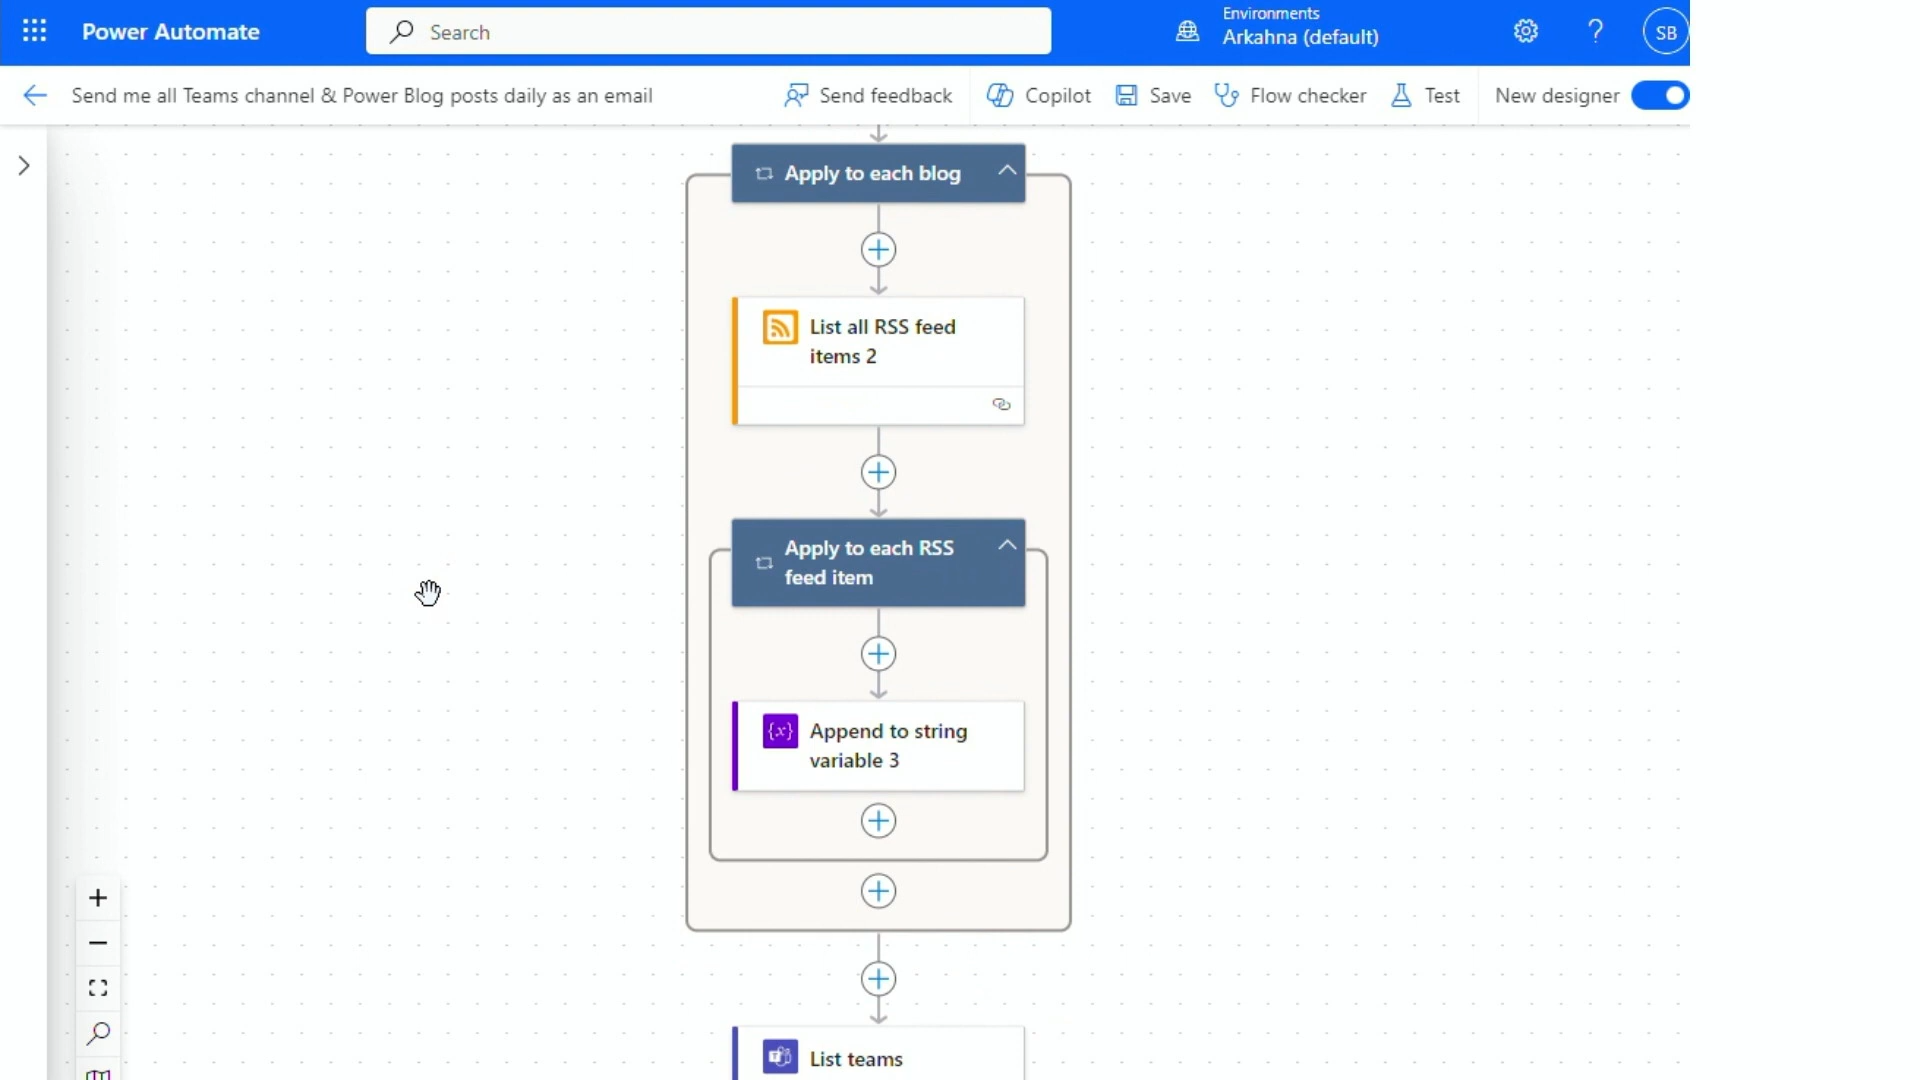 Power Automate
Search
Environments
Arkahna (default)
?
SB
Send me all Teams channel & Power Blog posts daily as an email
Send feedback
Copilot
Save
Flow checker
Test
New designer
Apply to each blog
List all RSS feed
items 2
Apply to each RSS
feed item
{x}
Append to string
variable 3
List teams